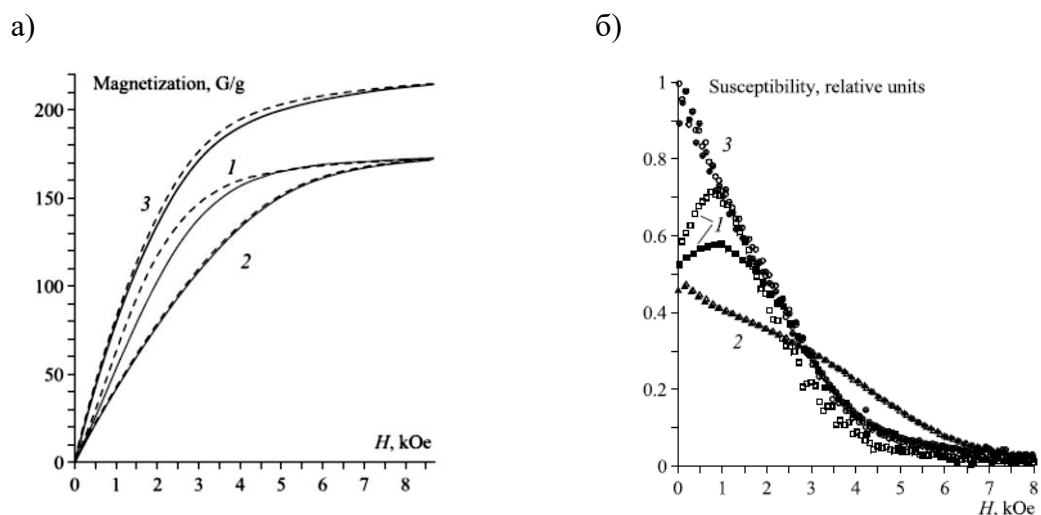 а)
б)
Magnetization, G/g
200
150
100
50
0
3
1
2
H, kOe
0 1 2 3 4 5 6 7 8
Susceptibility, relative units
1
0.8
0.6
0.4
0.2
0
3
1
2
0 1 2 3 4 5 6 7 8
H, kOe